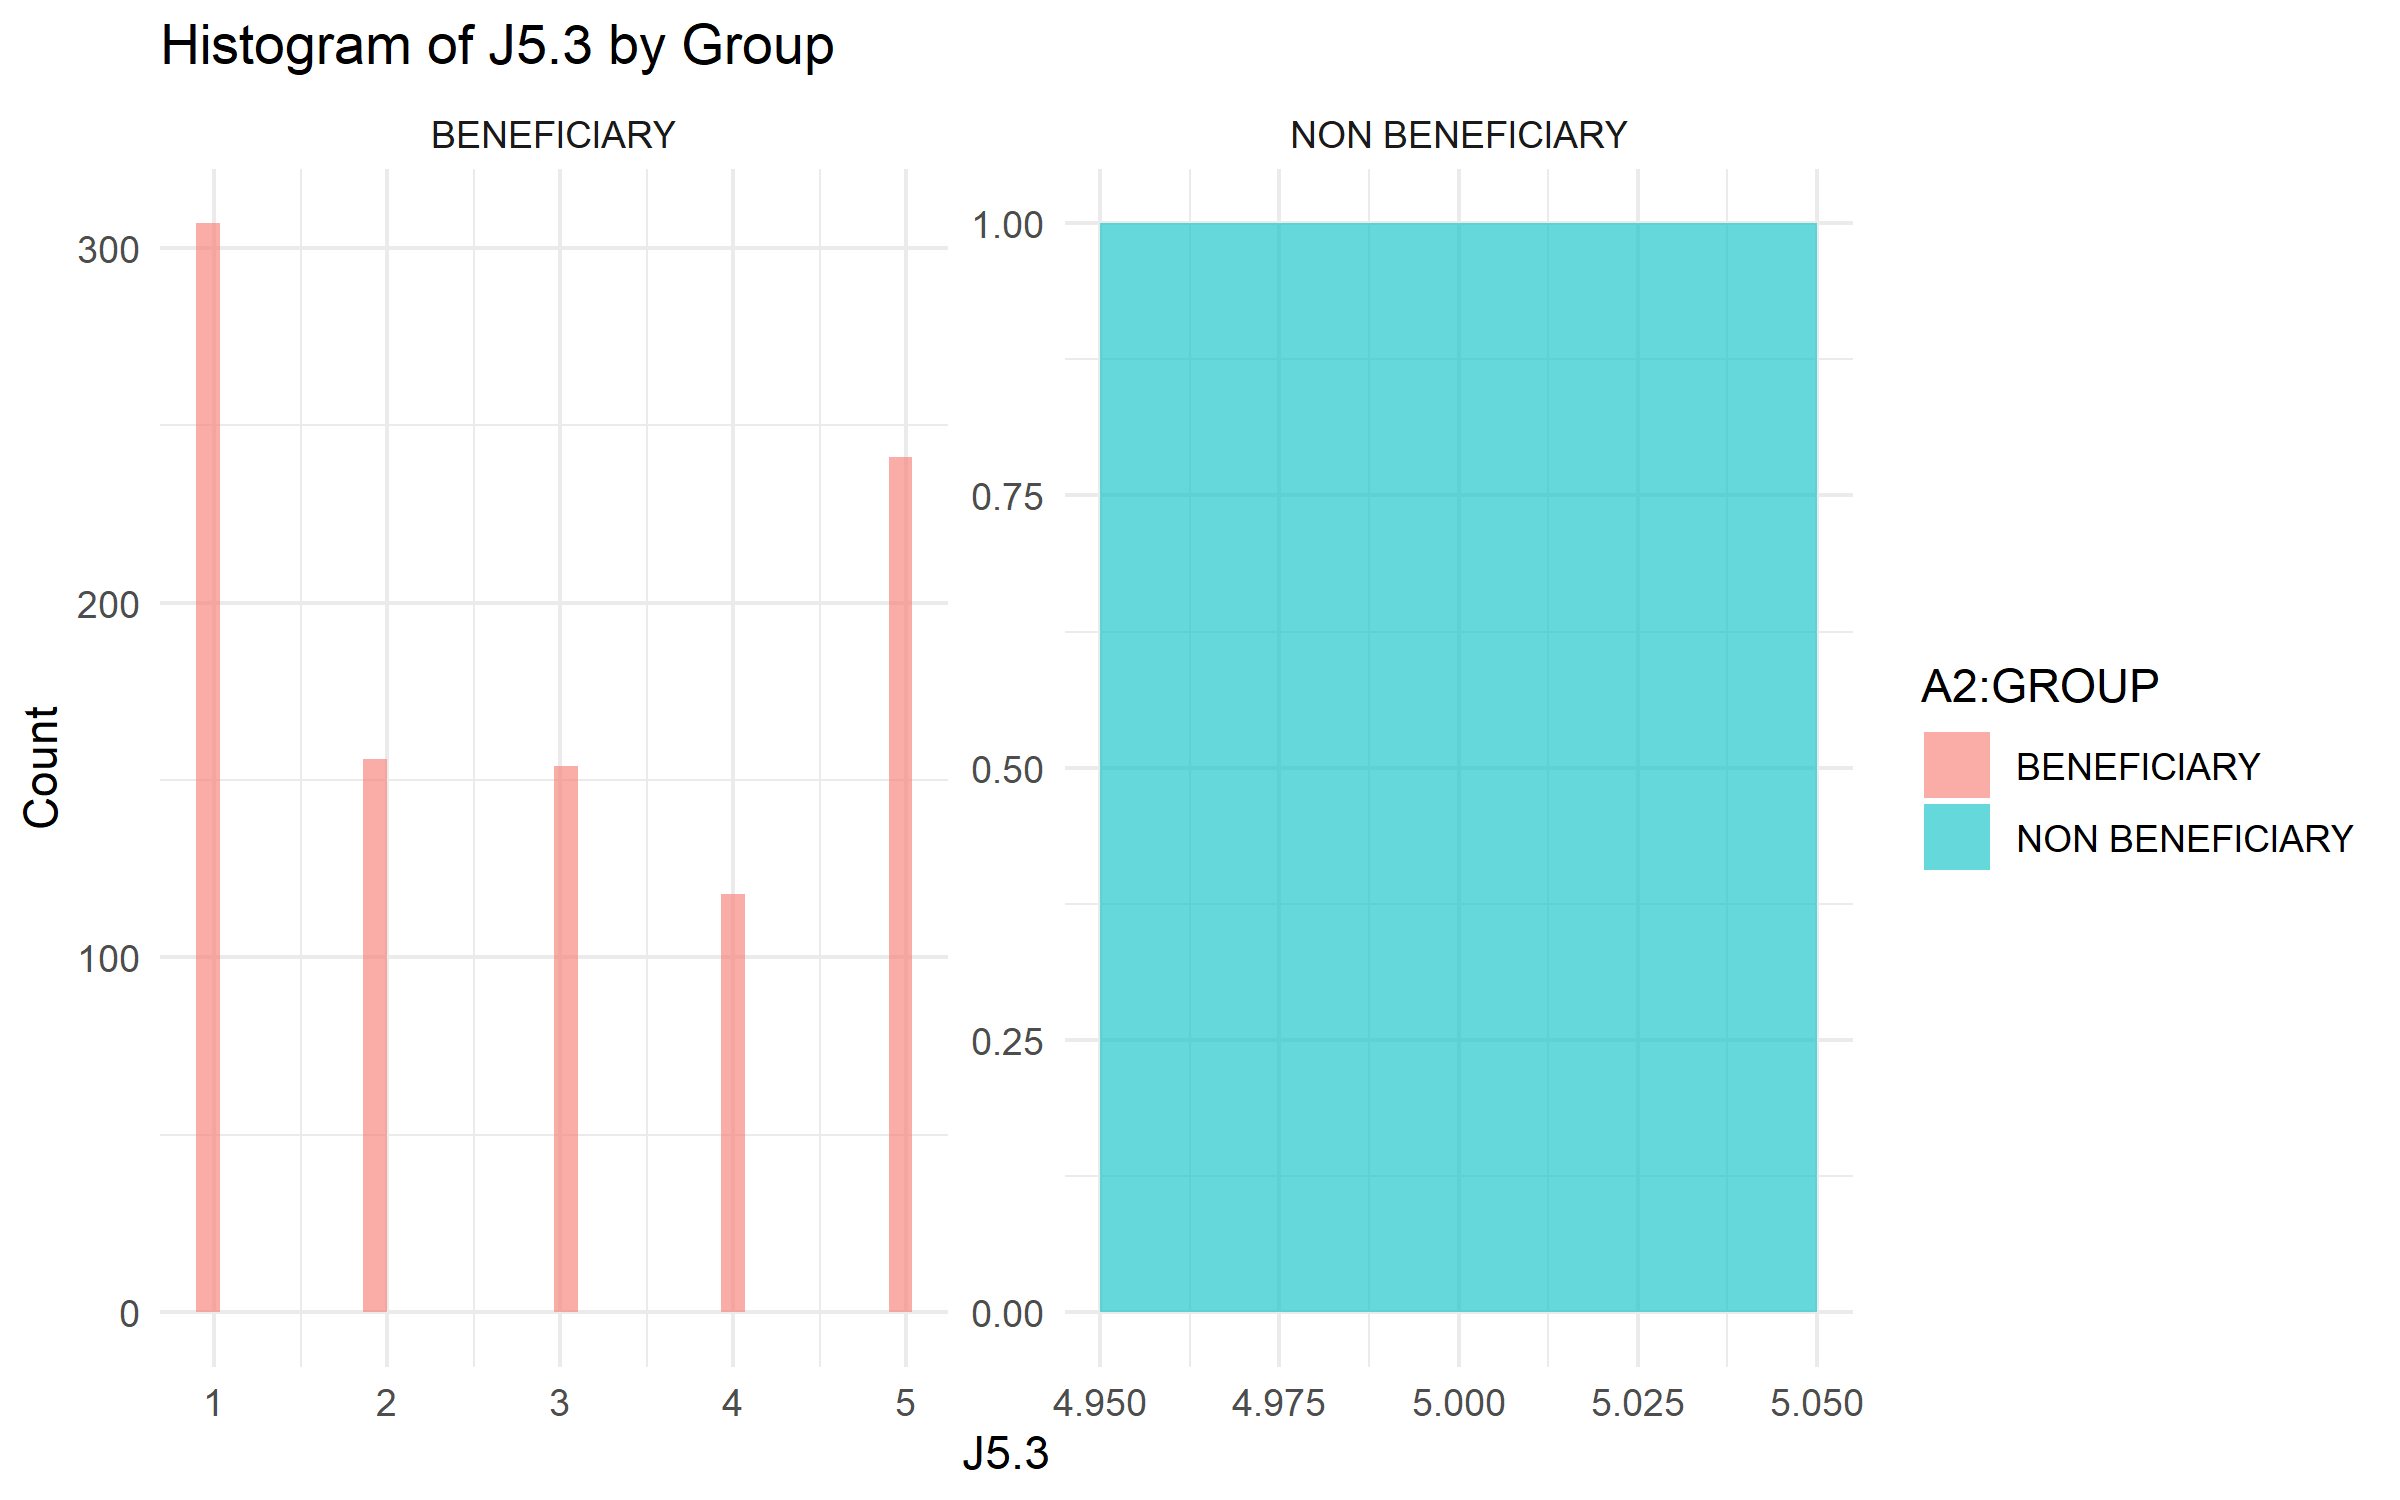 Histogram of J5.3 by Group
BENEFICIARY
NON BENEFICIARY
Count
300
200
100
0
1 2 3 4 5
1.00
0.75
0.50
0.25
0.00
4.950 4.975 5.000 5.025 5.050
J5.3
A2:GROUP
BENEFICIARY
NON BENEFICIARY